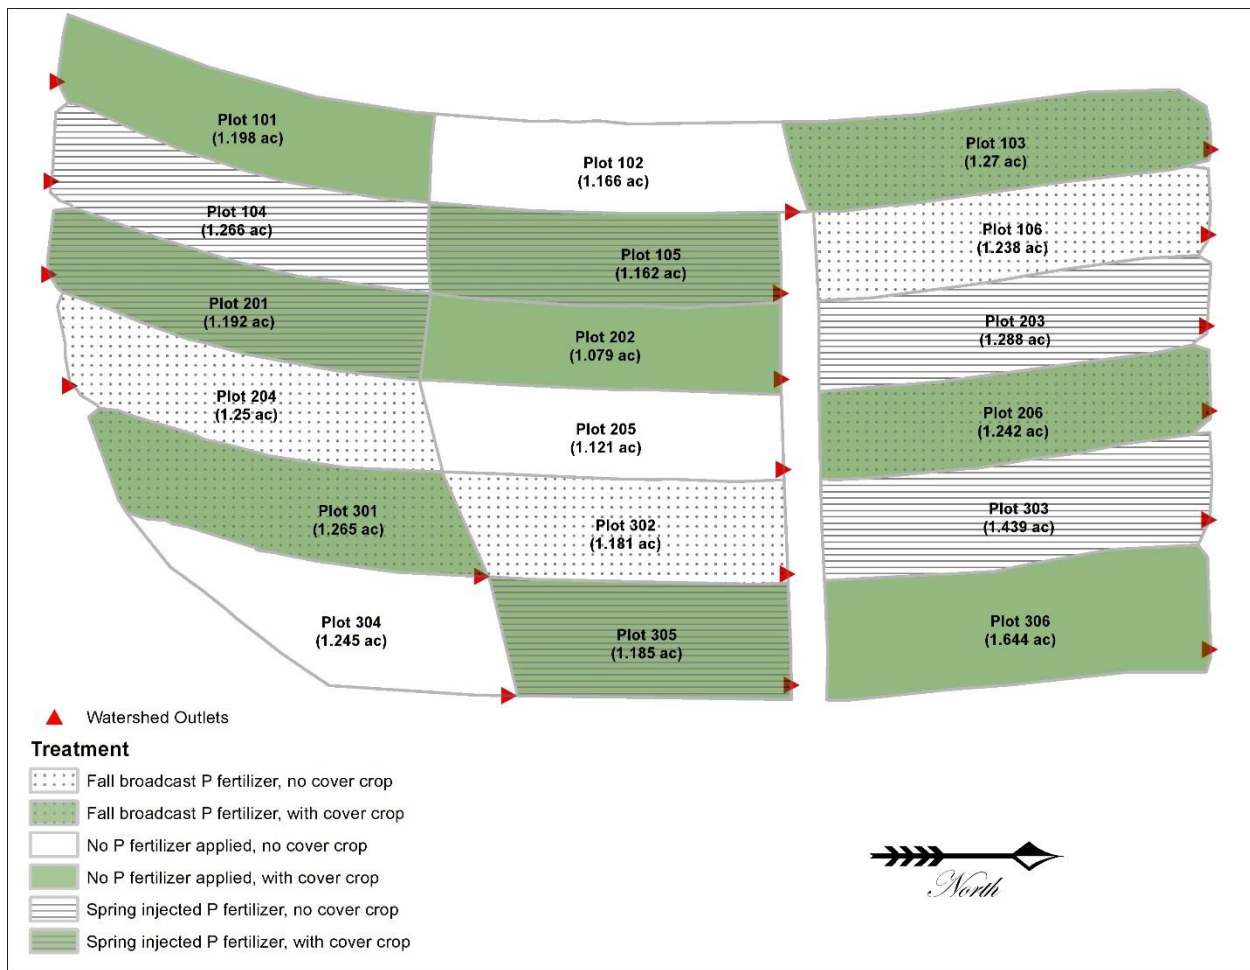 Plot 101
(1.198 ac)
Plot 102
(1.166 ac)
Plot 103
(1.27 ac)
Plot 104
(1.266 ac)
Plot 105
(1.162 ac)
Plot 106
(1.238 ac)
Plot 201
(1.192 ac)
Plot 202
(1.079 ac)
Plot 203
(1.288 ac)
Plot 204
(1.25 ac)
Plot 205
(1.121 ac)
Plot 206
(1.242 ac)
Plot 301
(1.265 ac)
Plot 302
(1.181 ac)
Plot 303
(1.439 ac)
Plot 304
(1.245 ac)
Plot 305
(1.185 ac)
Plot 306
(1.644 ac)
Watershed Outlets
Treatment
Fall broadcast P fertilizer, no cover crop
Fall broadcast P fertilizer, with cover crop
No P fertilizer applied, no cover crop
No P fertilizer applied, with cover crop
Spring injected P fertilizer, no cover crop
Spring injected P fertilizer, with cover crop
North